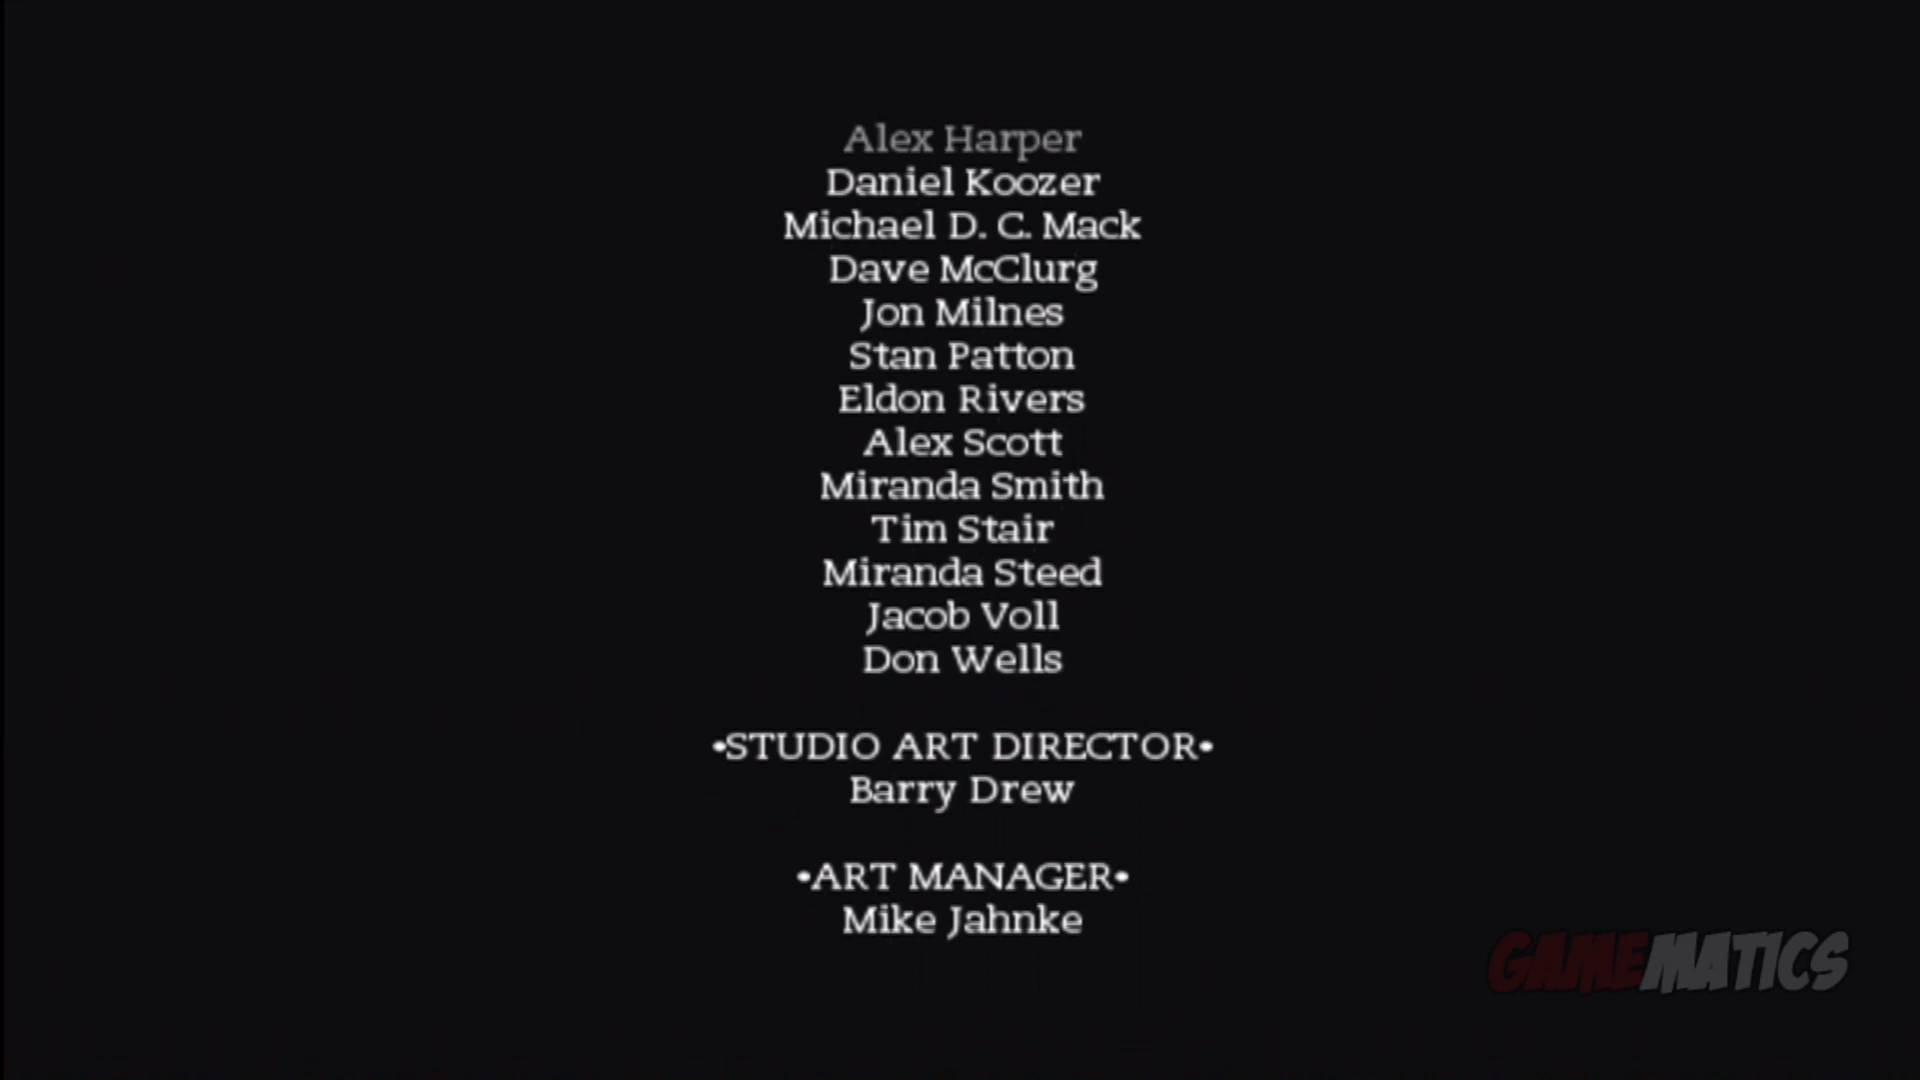 Alex Harper
Daniel Koozer
Michael D. C. Mack
Dave McClurg
Jon Milnes
Stan Patton
Eldon Rivers
Alex Scott
Miranda Smith
Tim Stair
Miranda Steed
Jacob Voll
Don Wells
•STUDIO ART DIRECTOR•
Barry Drew
•ART MANAGER•
Mike Jahnke
GAMEMATICS